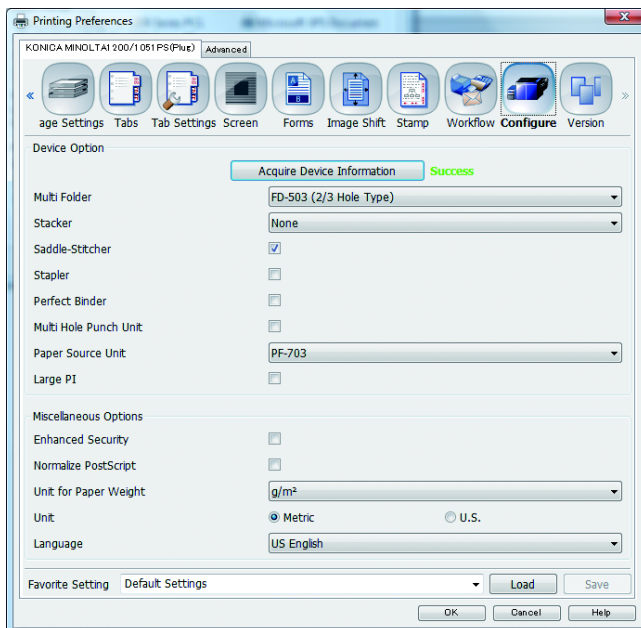 Printing Preferences
KONICA MINOLTA1200/1051PS(Plug) Advanced
« age Settings Tabs Tab Settings Screen Forms Image Shift Stamp Workflow Configure Version »
Device Option
Acquire Device Information Success
Multi Folder FD-503 (2/3 Hole Type)
Stacker None
Saddle-Stitcher
Stapler
Perfect Binder
Multi Hole Punch Unit
Paper Source Unit PF-703
Large PI
Miscellaneous Options
Enhanced Security
Normalize PostScript
Unit for Paper Weight g/m²
Unit Metric U.S.
Language US English
Favorite Setting Default Settings Load Save
OK Cancel Help